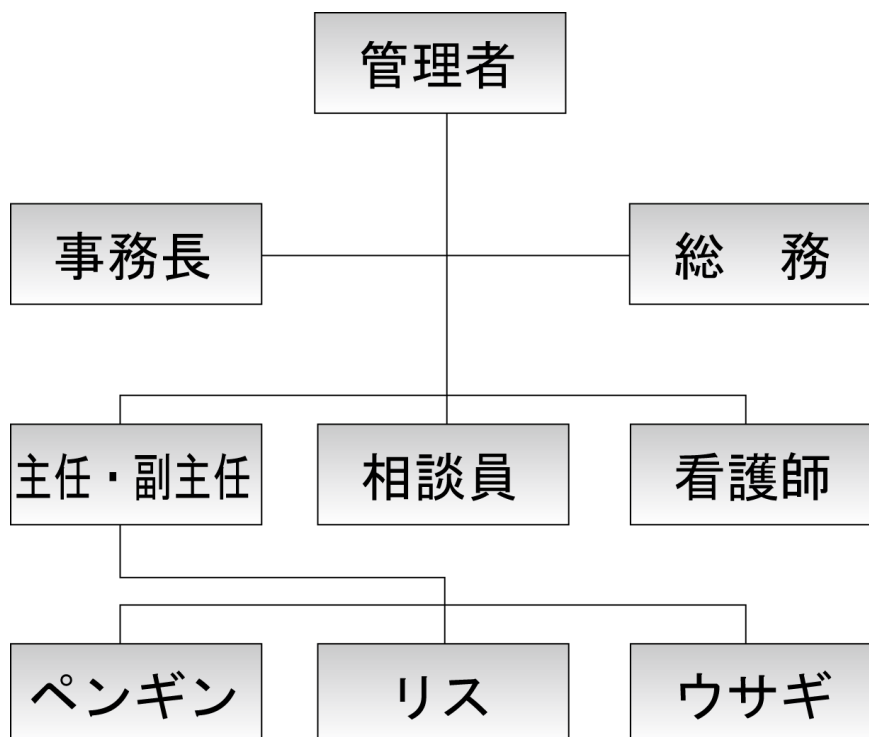 管理者
事務長
総　務
主任・副主任
相談員
看護師
ペンギン
リス
ウサギ